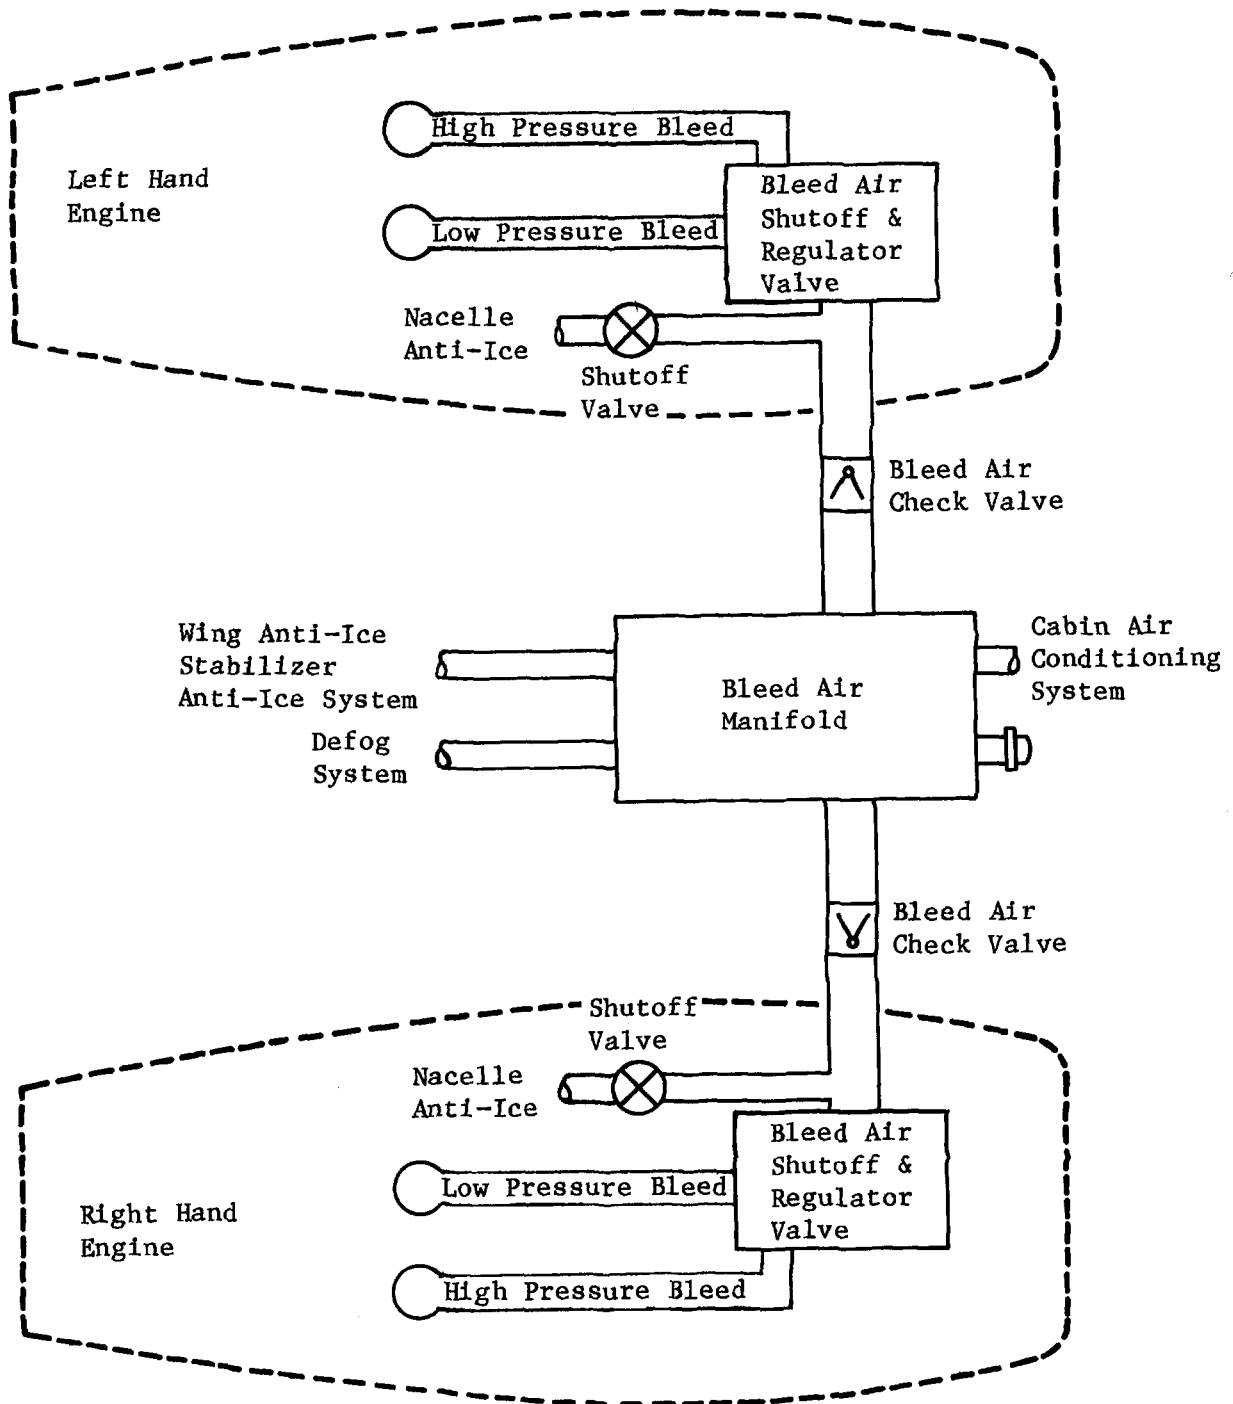 High Pressure Bleed
Left Hand
Engine
Bleed Air
Shutoff &
Regulator
Valve
Low Pressure Bleed
Nacelle
Anti-Ice
Shutoff
Valve
Bleed Air
Check Valve
Wing Anti-Ice
Stabilizer
Anti-Ice System
Defog
System
Bleed Air
Manifold
Cabin Air
Conditioning
System
Bleed Air
Check Valve
Shutoff
Valve
Nacelle
Anti-Ice
Bleed Air
Shutoff &
Regulator
Valve
Low Pressure Bleed
Right Hand
Engine
High Pressure Bleed